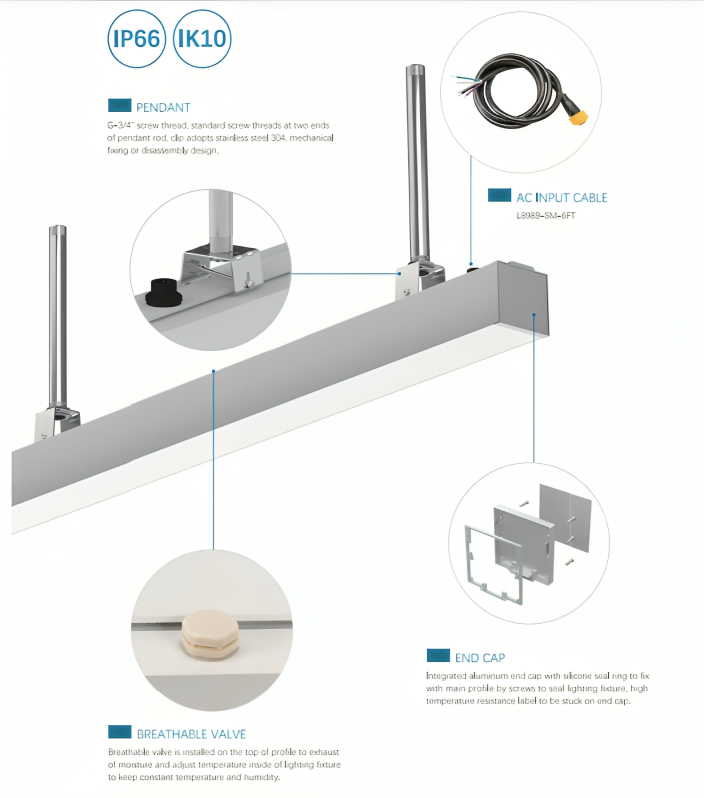 IP66 IK10
PENDANT
G-3/4" screw thread, standard screw threads at two ends
of pendant rod, clip adopts stainless steel 304, mechanical
fixing or disassembly design.
AC INPUT CABLE
L8989-SM-6FT
END CAP
Integrated aluminum end cap with silicone seal ring to fix
with main profile by screws to seal lighting fixture, high
temperature resistance label to be stuck on end cap.
BREATHABLE VALVE
Breathable valve is installed on the top of profile to exhaust
of moisture and adjust temperature inside of lighting fixture
to keep constant temperature and humidity.